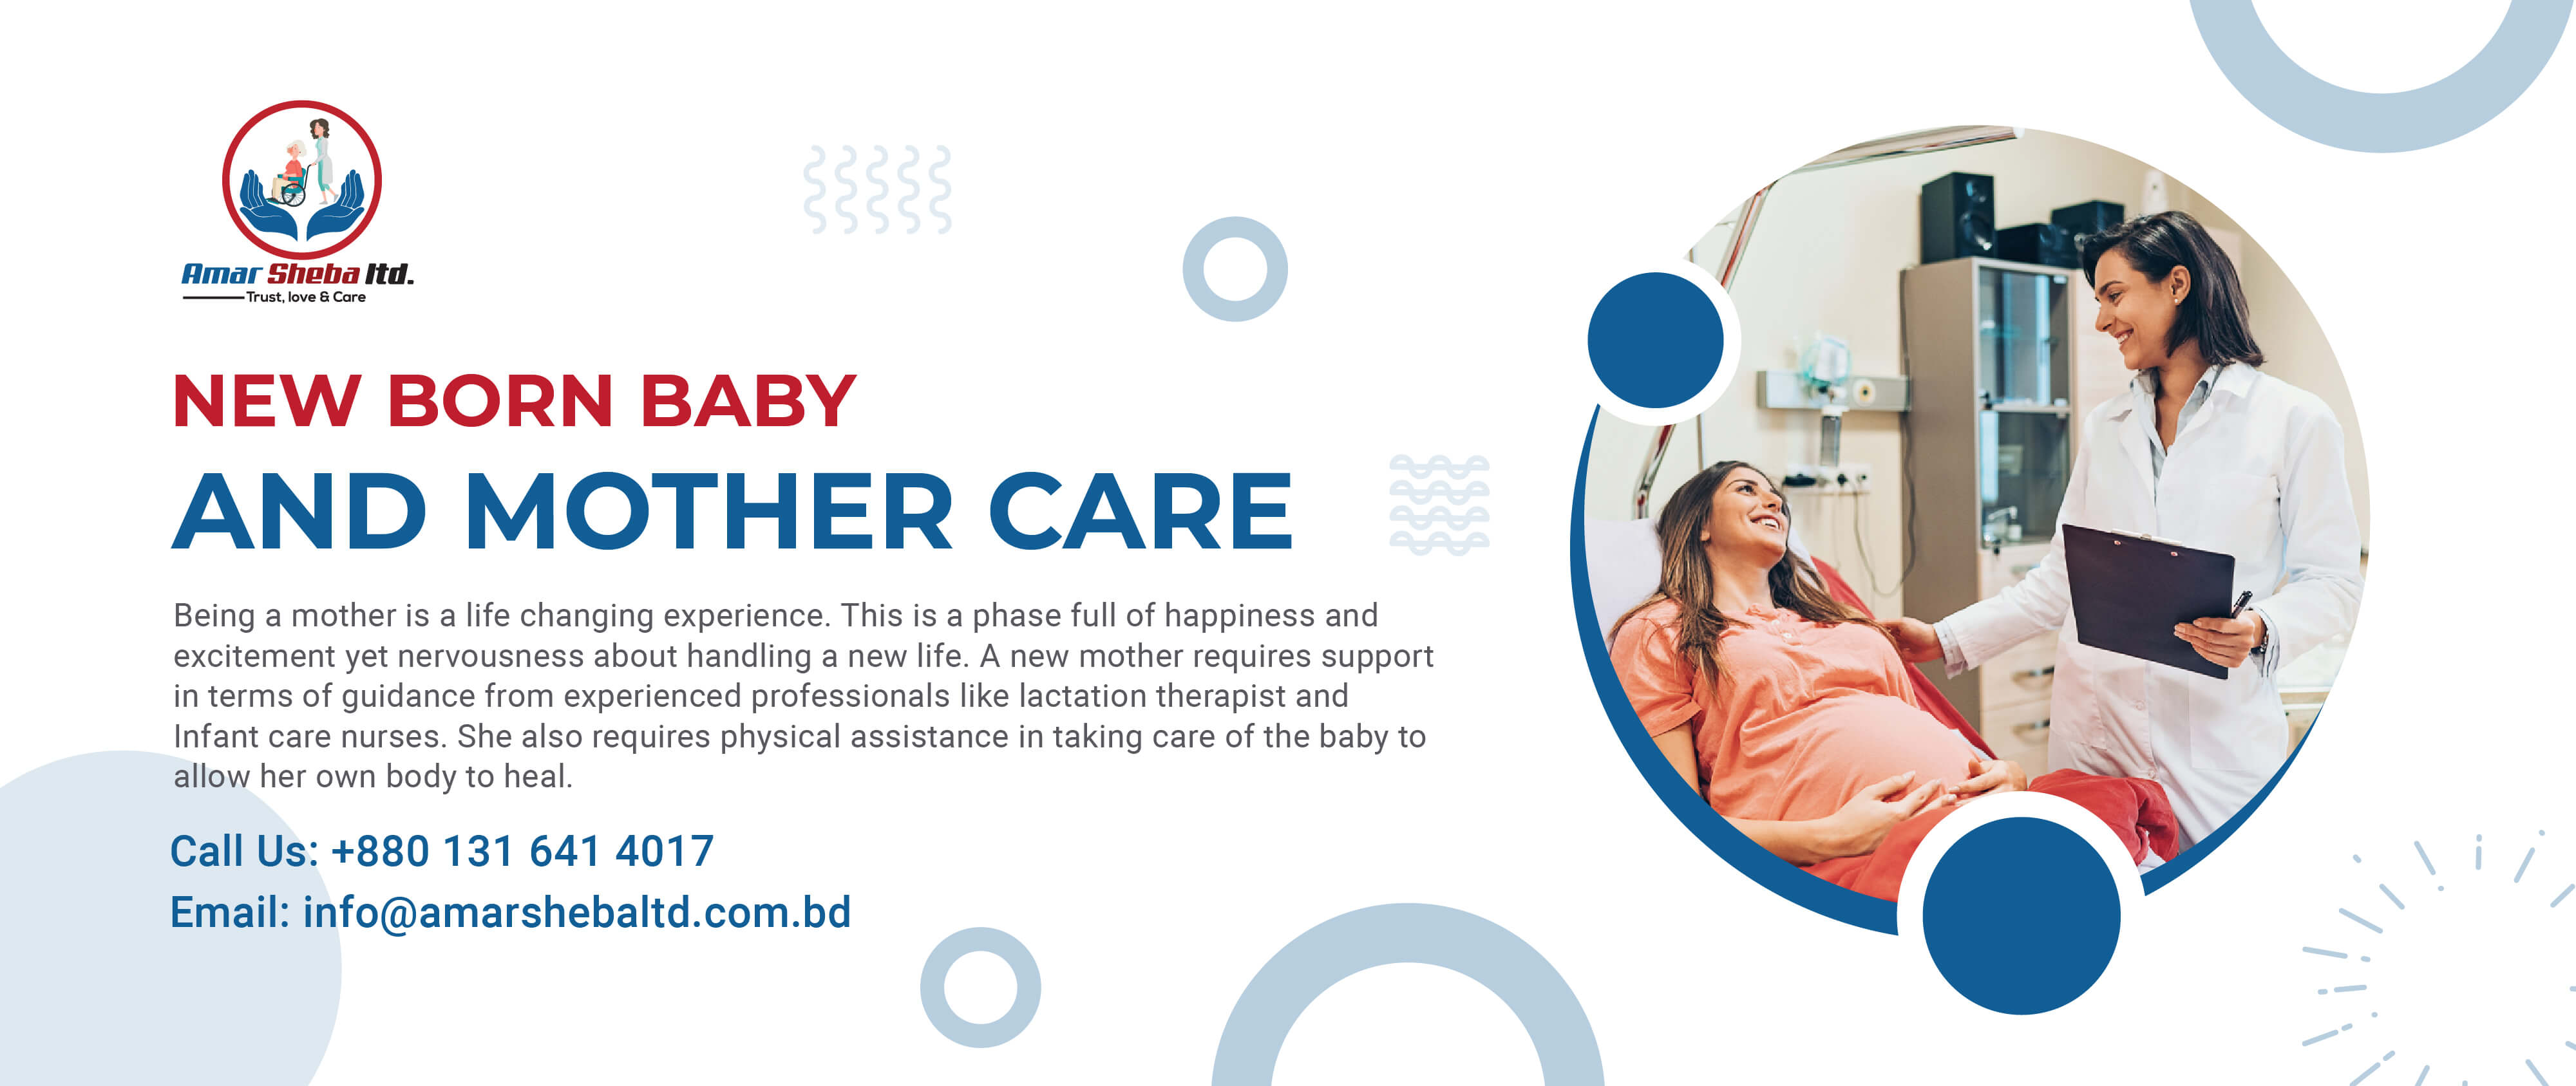 Amar Sheba ltd.
Trust, love & Care
NEW BORN BABY
AND MOTHER CARE
Being a mother is a life changing experience. This is a phase full of happiness and
excitement yet nervousness about handling a new life. A new mother requires support
in terms of guidance from experienced professionals like lactation therapist and
Infant care nurses. She also requires physical assistance in taking care of the baby to
allow her own body to heal.
Call Us: +880 131 641 4017
Email: info@amarshebaltd.com.bd